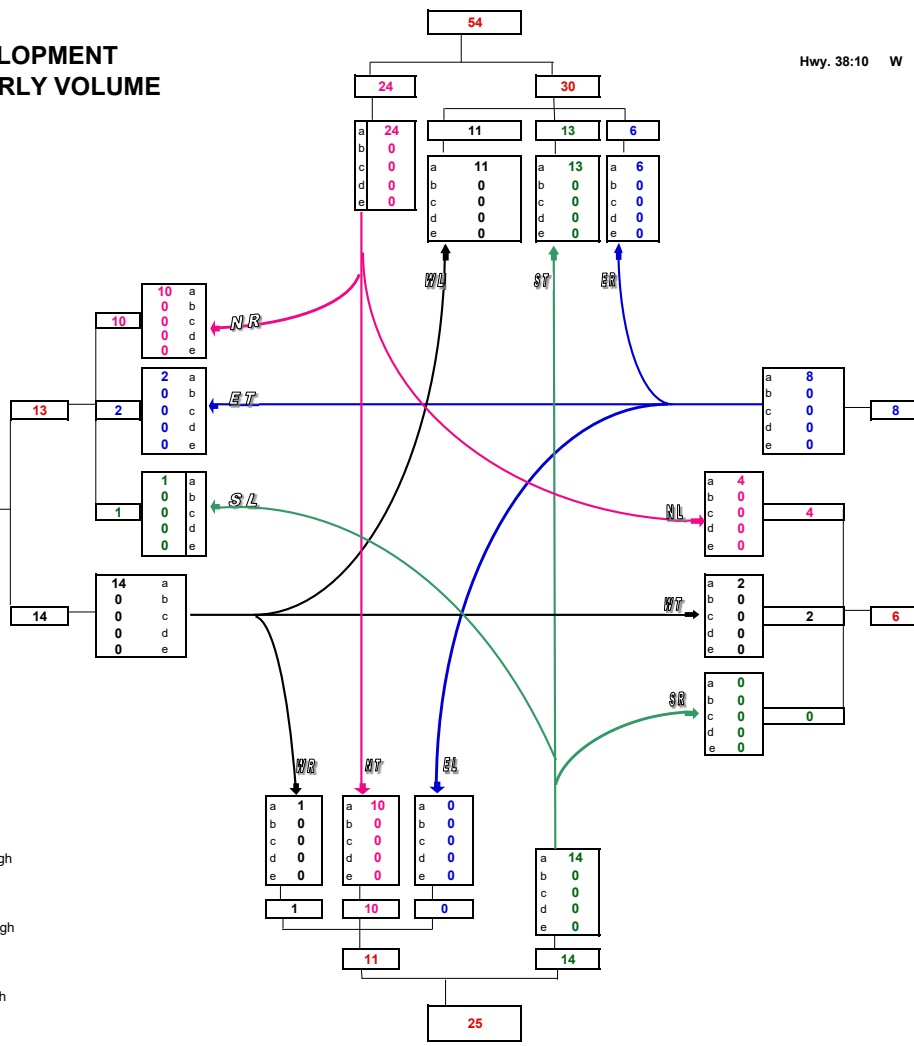 54
LOPMENT
Hwy. 38:10 W
RLY VOLUME
24 30
11 13 6
a 24
b 0
c 0
d 0
e 0
a 11
b 0
c 0
d 0
e 0
a 13
b 0
c 0
d 0
e 0
a 6
b 0
c 0
d 0
e 0
WL ST ER
10 a
0 b
0 c
0 d
0 e
10
NR
2 a
0 b
0 c
0 d
0 e
13 2
ET
a 8
b 0
c 0
d 0
e 0
8
1 a
0 b
0 c
0 d
0 e
1
SL
a 4
b 0
c 0
d 0
e 0
NL
4
14 a
0 b
0 c
0 d
0 e
14
WT
a 2
b 0
c 0
d 0
e 0
2 6
SR
a 0
b 0
c 0
d 0
e 0
0
WR NT EL
a 1
b 0
c 0
d 0
e 0
a 10
b 0
c 0
d 0
e 0
a 0
b 0
c 0
d 0
e 0
a 14
b 0
c 0
d 0
e 0
gh
1 10 0
gh
11 14
h
25